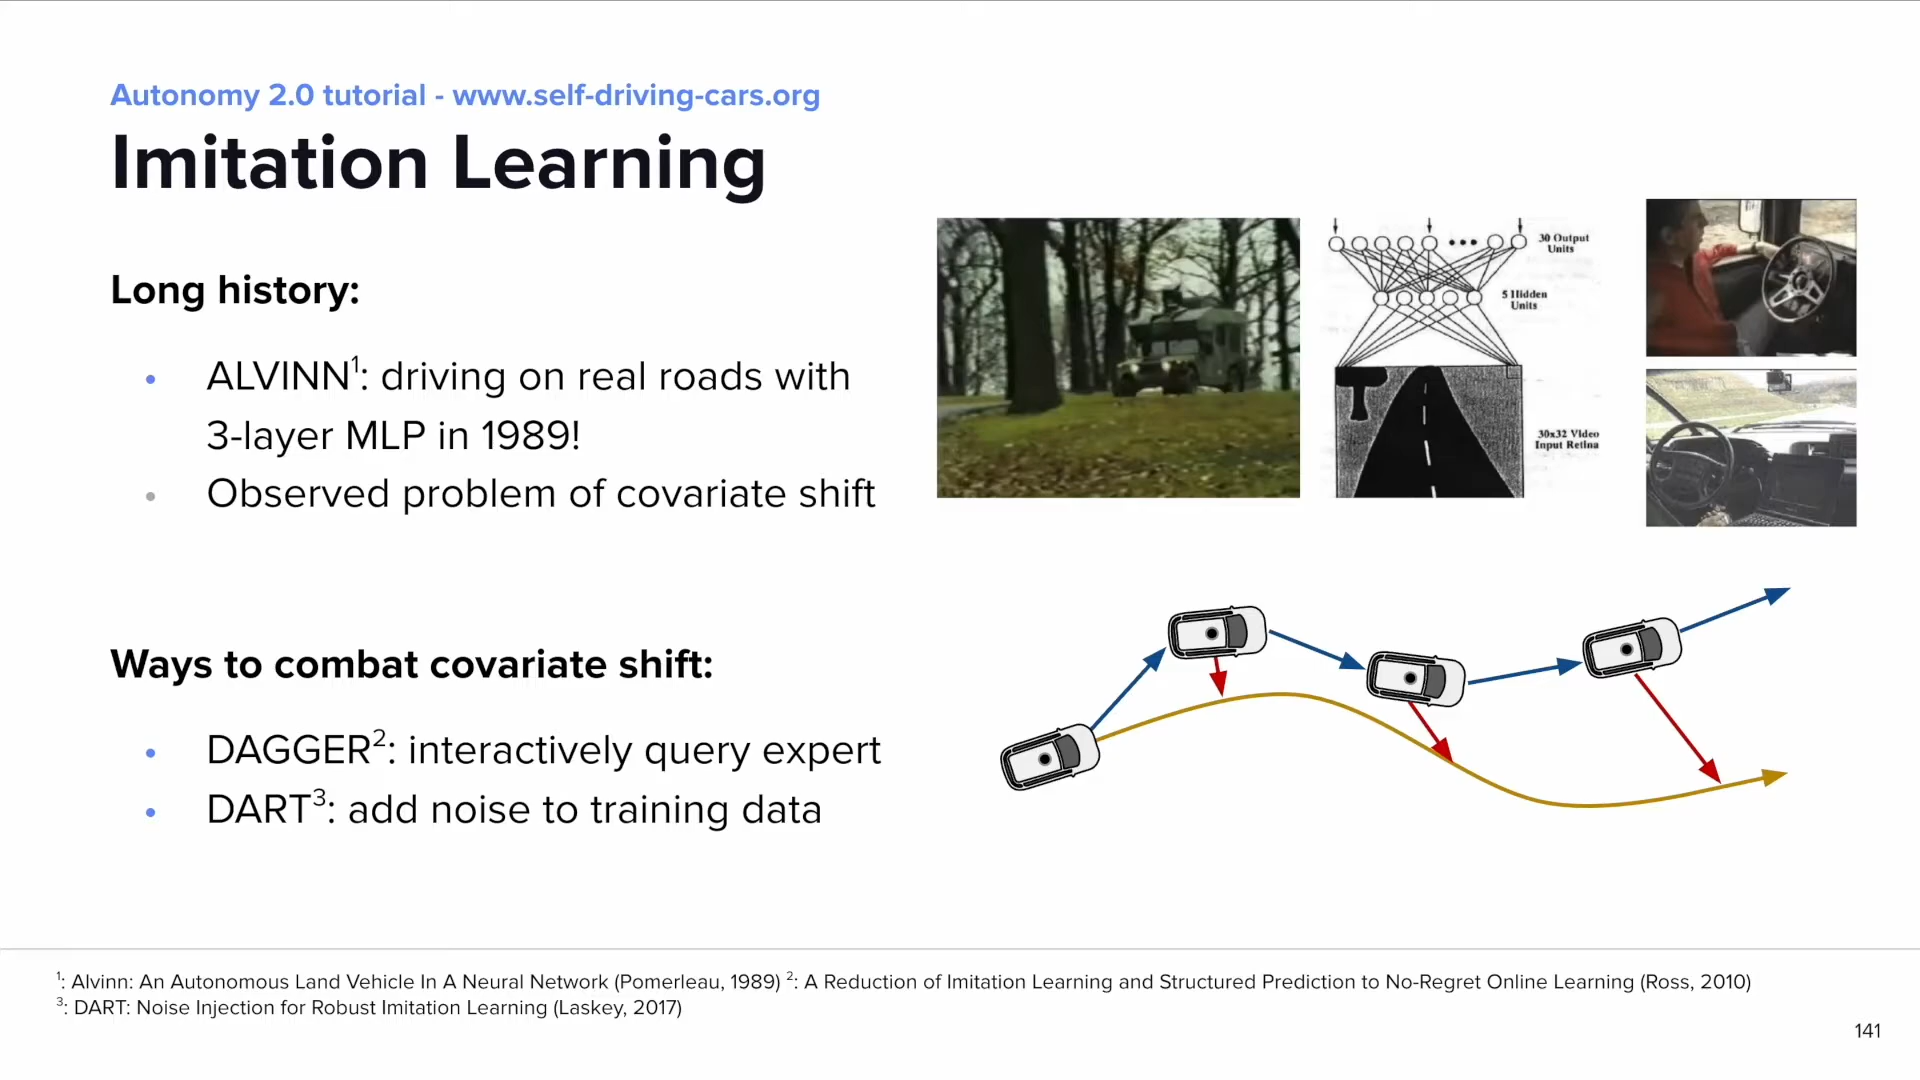 Autonomy 2.0 tutorial - www.self-driving-cars.org
Imitation Learning
Long history:
• ALVINN¹: driving on real roads with
3-layer MLP in 1989!
• Observed problem of covariate shift
30 Output
Units
5 Hidden
Units
30x32 Video
Input Retina
Ways to combat covariate shift:
• DAGGER²: interactively query expert
• DART³: add noise to training data
¹: Alvinn: An Autonomous Land Vehicle In A Neural Network (Pomerleau, 1989) ²: A Reduction of Imitation Learning and Structured Prediction to No-Regret Online Learning (Ross, 2010)
³: DART: Noise Injection for Robust Imitation Learning (Laskey, 2017)
141